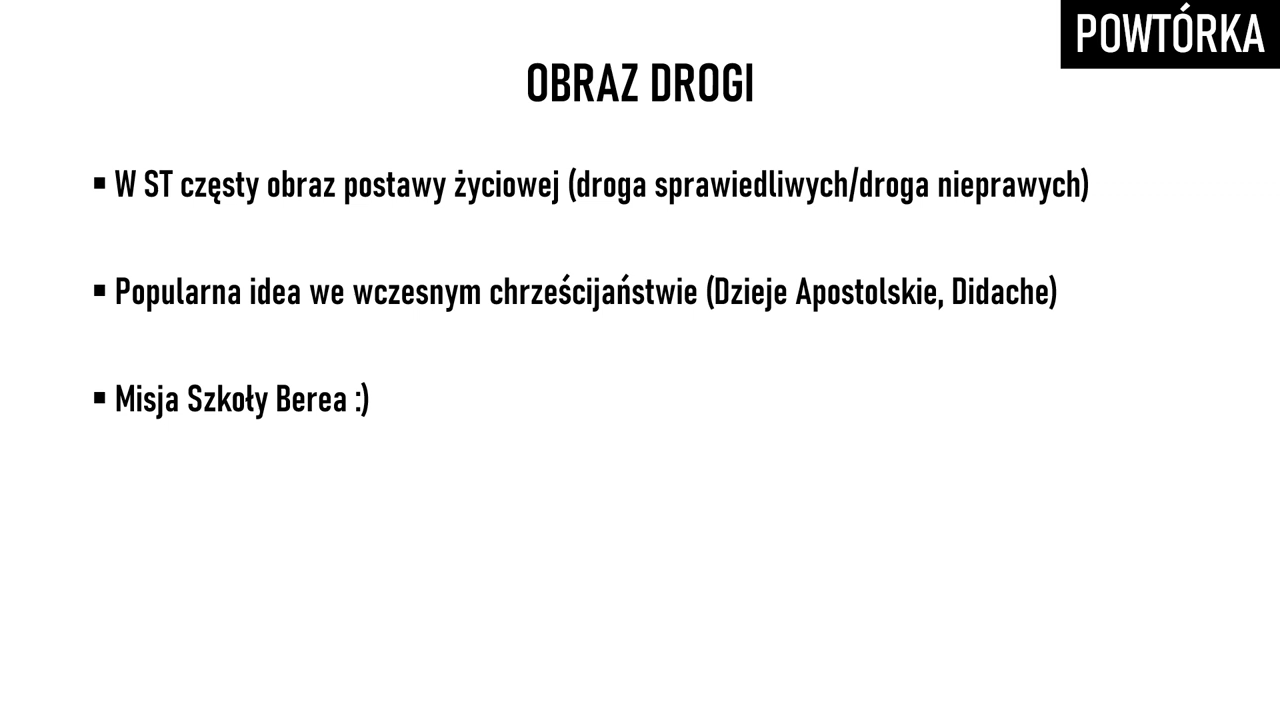 POWTÓRKA
OBRAZ DROGI
▪ W ST częsty obraz postawy życiowej (droga sprawiedliwych/droga nieprawych)
▪ Popularna idea we wczesnym chrześcijaństwie (Dzieje Apostolskie, Didache)
▪ Misja Szkoły Berea :)